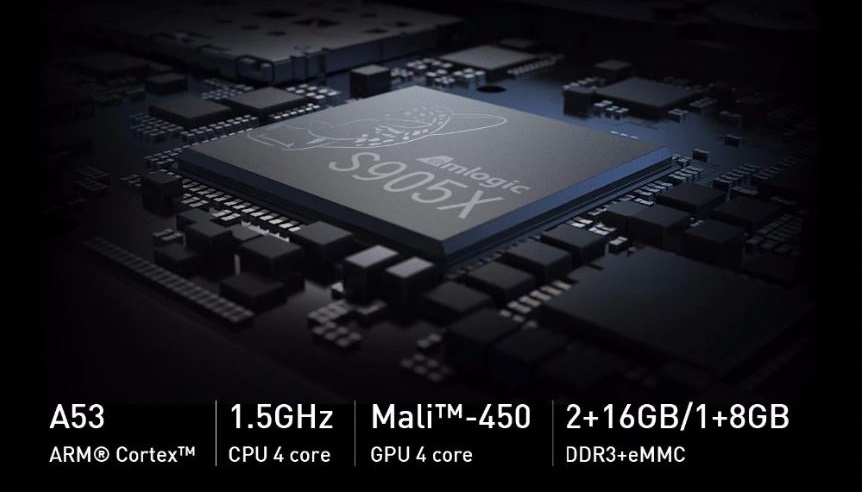 Amlogic
S905X
A53
ARM® Cortex™
1.5GHz
CPU 4 core
Mali™-450
GPU 4 core
2+16GB/1+8GB
DDR3+eMMC